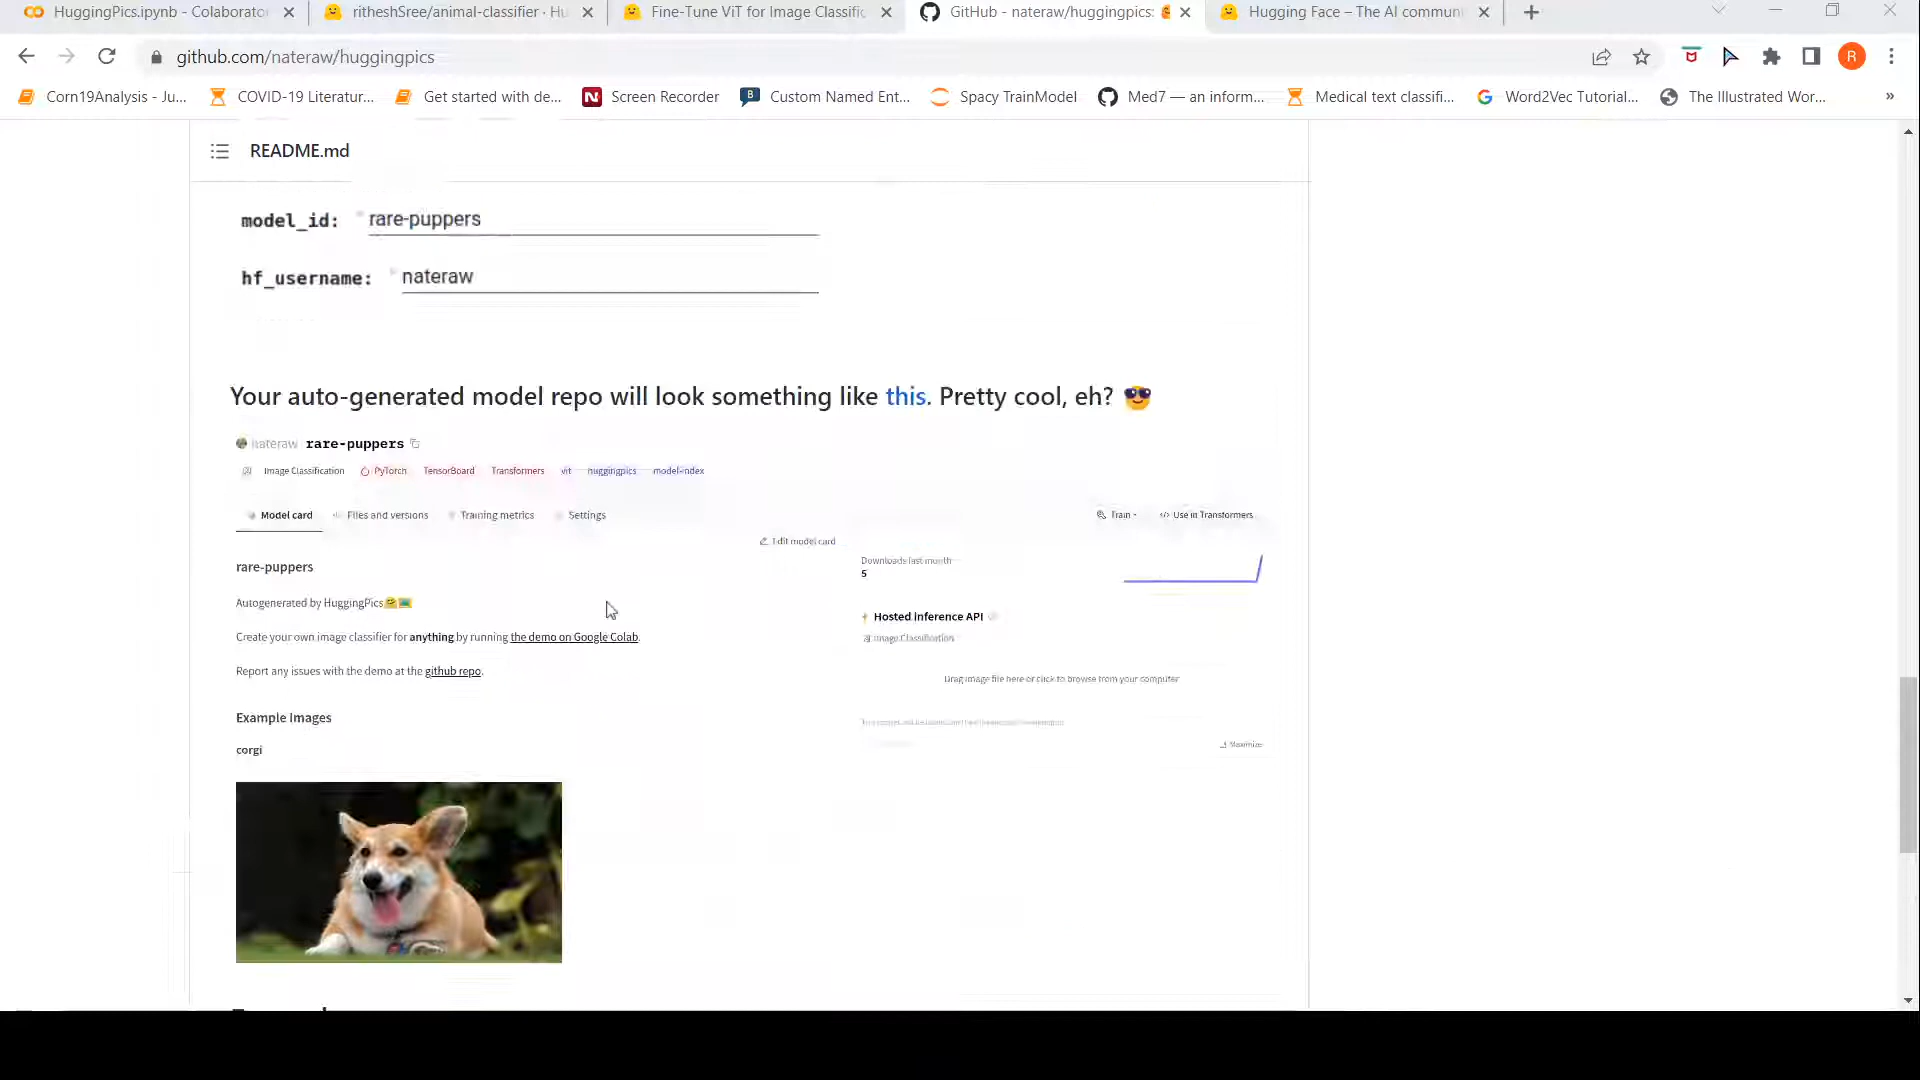 HuggingPics.ipynb - Colaborato
ritheshSree/animal-classifier · Hu
Fine-Tune ViT for Image Classific
GitHub - nateraw/huggingpics: 🤗
Hugging Face – The AI commun
github.com/nateraw/huggingpics
R
Corn19Analysis - Ju...
COVID-19 Literatur...
Get started with de...
Screen Recorder
Custom Named Ent...
Spacy TrainModel
Med7 — an inform...
Medical text classifi...
Word2Vec Tutorial...
The Illustrated Wor...
»
README.md
model_id: rare-puppers
hf_username: nateraw
Your auto-generated model repo will look something like this. Pretty cool, eh? 😎
nateraw rare-puppers
Image Classification PyTorch TensorBoard Transformers vit huggingpics model-index
Model card Files and versions Training metrics Settings
Train Use in Transformers
Edit model card
rare-puppers
Downloads last month
5
Autogenerated by HuggingPics🤗🖼️
Hosted inference API
Image Classification
Create your own image classifier for anything by running the demo on Google Colab.
Report any issues with the demo at the github repo.
Drag image file here or click to browse from your computer
Example Images
corgi
Maximize